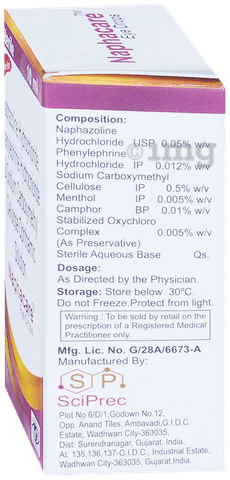 Naphacare
Eye Drops
Composition:
Naphazoline
Hydrochloride USP 0.05% w/v
Phenylephrine
Hydrochloride IP 0.012% w/v
Sodium Carboxymethyl
Cellulose IP 0.5% w/v
Menthol IP 0.005% w/v
Camphor BP 0.01% w/v
Stabilized Oxychloro
Complex 0.005% w/v
(As Preservative)
Sterile Aqueous Base Qs.
Dosage:
As Directed by the Physician.
Storage: Store below 30°C.
Do not Freeze.Protect from light.
Warning : To be sold by retail on the
prescription of a Registered Medical
Practitioner only.
Mfg. Lic. No. G/28A/6673-A
Manufactured By:
SP
SciPrec
Plot No 6/D/1,Godown No.12,
Opp. Anand Tiles, Ambavadi,G.I.D.C.
Estate, Wadhwan City-363035,
Dist: Surendranagar, Gujarat, India.
At: 135,136,137-G.I.D.C., Industrial Estate,
Wadhwan City-363035, Gujarat, INDIA
Naphacare
1mg